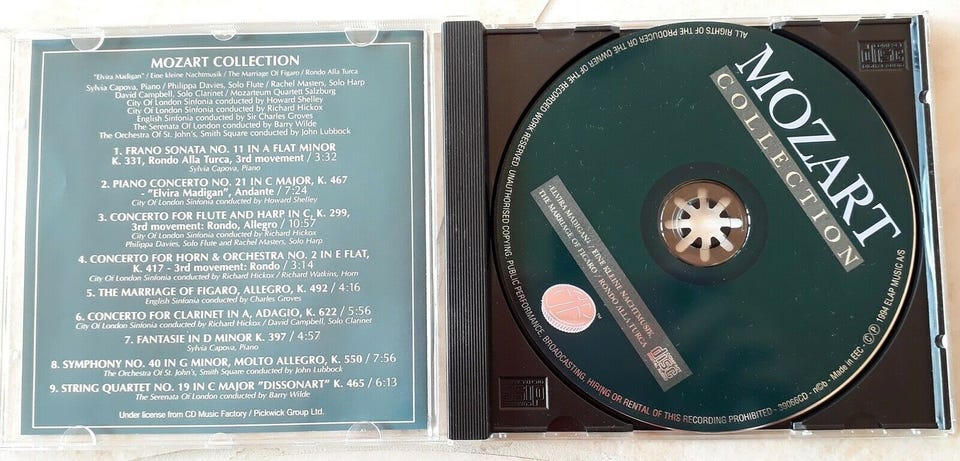 MOZART COLLECTION
"Elvira Madigan" / Eine kleine Nachtmusik / The Marriage Of Figaro / Rondo Alla Turca
Sylvia Capova, Piano / Philippa Davies, Solo Flute / Rachel Masters, Solo Harp
David Campbell, Solo Clarinet / Mozarteum Quartett Salzburg
City Of London Sinfonia conducted by Howard Shelley
City Of London Sinfonia conducted by Richard Hickox
English Sinfonia conducted by Sir Charles Groves
The Serenata Of London conducted by Barry Wilde
The Orchestra Of St. John's, Smith Square conducted by John Lubbock
1. FRANO SONATA NO. 11 IN A FLAT MINOR
K. 331, Rondo Alla Turca, 3rd movement / 3:32
Sylvia Capova, Piano
2. PIANO CONCERTO NO. 21 IN C MAJOR, K. 467
"Elvira Madigan", Andante / 7:24
City Of London Sinfonia conducted by Howard Shelley
3. CONCERTO FOR FLUTE AND HARP IN C, K. 299,
3rd movement: Rondo, Allegro / 10:57
City Of London Sinfonia conducted by Richard Hickox
Philippa Davies, Solo Flute and Rachel Masters, Solo Harp
4. CONCERTO FOR HORN & ORCHESTRA NO. 2 IN E FLAT,
K. 417 - 3rd movement: Rondo / 3:14
City Of London Sinfonia conducted by Richard Hickox / Richard Watkins, Horn
5. THE MARRIAGE OF FIGARO, ALLEGRO, K. 492 / 4:16
English Sinfonia conducted by Charles Groves
6. CONCERTO FOR CLARINET IN A, ADAGIO, K. 622 / 5:56
City Of London Sinfonia conducted by Richard Hickox / David Campbell, Solo Clarinet
7. FANTASIE IN D MINOR K. 397 / 4:57
Sylvia Capova, Piano
8. SYMPHONY NO. 40 IN G MINOR, MOLTO ALLEGRO, K. 550 / 7:56
The Orchestra Of St. John's, Smith Square conducted by John Lubbock
9. STRING QUARTET NO. 19 IN C MAJOR "DISSONART" K. 465 / 6:13
The Serenata Of London conducted by Barry Wilde
Under license from CD Music Factory / Pickwick Group Ltd.
MOZART
COLLECTION
"ELVIRA MADIGAN" / EINE KLEINE NACHTMUSIK
THE MARRIAGE OF FIGARO / RONDO ALLA TURCA
ALL RIGHTS OF THE PRODUCER OR THE OWNER OF THE RECORDED WORK RESERVED. UNAUTHORISED COPYING, PUBLIC PERFORMANCE, BROADCASTING, HIRING OR RENTAL OF THIS RECORDING PROHIBITED - 39066CD - n©b - Made in EEC - ©℗ 1994 ELAP MUSIC A/S